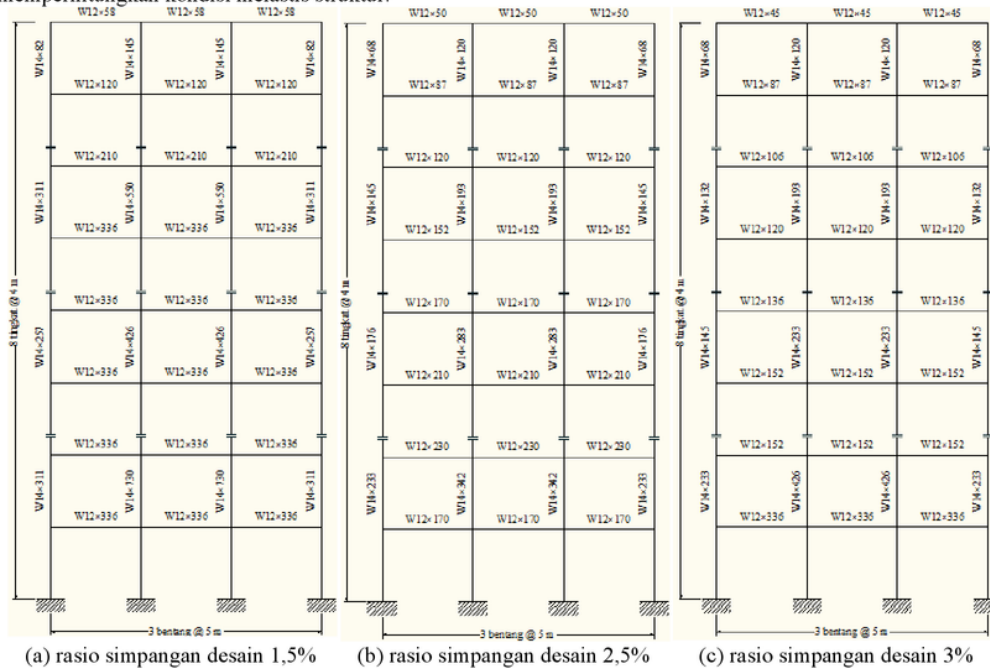 mempermintangkan kondisi inelastis struktur.
W12×58 W12×58 W12×58
W14×82 W14×145 W14×145 W14×82
W12×120 W12×120 W12×120
W12×210 W12×210 W12×210
W14×311 W14×550 W14×550 W14×311
W12×336 W12×336 W12×336
W12×336 W12×336 W12×336
W14×257 W14×426 W14×426 W14×257
W12×336 W12×336 W12×336
W12×336 W12×336 W12×336
W14×311 W14×730 W14×730 W14×311
W12×336 W12×336 W12×336
8 tingkat @ 4 m
3 bentang @ 5 m
(a) rasio simpangan desain 1,5%
W12×50 W12×50 W12×50
W14×68 W14×120 W14×120 W14×68
W12×87 W12×87 W12×87
W12×120 W12×120 W12×120
W14×145 W14×193 W14×193 W14×145
W12×152 W12×152 W12×152
W12×170 W12×170 W12×170
W14×176 W14×283 W14×283 W14×176
W12×210 W12×210 W12×210
W12×230 W12×230 W12×230
W14×233 W14×342 W14×342 W14×233
W12×170 W12×170 W12×170
8 tingkat @ 4 m
3 bentang @ 5 m
(b) rasio simpangan desain 2,5%
W12×45 W12×45 W12×45
W14×68 W14×120 W14×120 W14×68
W12×87 W12×87 W12×87
W12×106 W12×106 W12×106
W14×132 W14×193 W14×193 W14×132
W12×120 W12×120 W12×120
W12×136 W12×136 W12×136
W14×145 W14×233 W14×233 W14×145
W12×152 W12×152 W12×152
W12×152 W12×152 W12×152
W14×233 W14×426 W14×426 W14×233
W12×336 W12×336 W12×336
8 tingkat @ 4 m
3 bentang @ 5 m
(c) rasio simpangan desain 3%